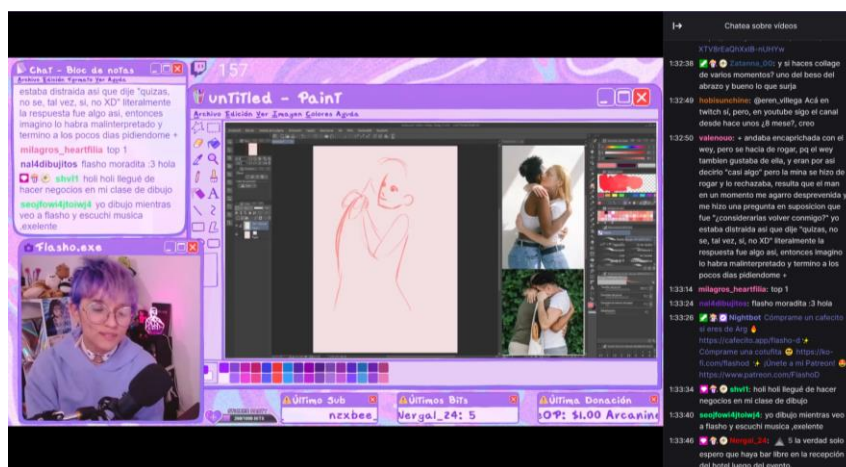 Chat - Bloc de notas
Archivo Edición Formato Ver Ayuda
estaba distraida asi que dije "quizas,
no se, tal vez, si, no XD" literalmente
la respuesta fue algo asi, entonces
imagino lo habra malinterpretado y
termino a los pocos dias pidiendome +
milagros_heartfilia top 1
nal4dibujitos flasho moradita :3 hola
shvl1 holi holi llegué de
hacer negocios en mi clase de dibujo
seojfowi4jtoiwj4 yo dibujo mientras
veo a flasho y escuchi musica
,exelente
Flasho.exe
157
unTiTled - PainT
Archivo Edición Ver Imagen Colores Ayuda
Último Sub
nzxbee_
Últimos Bits
Nergal_24: 5
Última Donación
OP: $1.00 Arcanine
Chatea sobre vídeos
XTV8rEaQhXxlB-nUHYw
1:32:38 Zatanna_00: y si haces collage
de varios momentos? uno del beso del
abrazo y bueno lo que surja
1:32:49 hobisunchine: @eren_villega Acá en
twitch sí, pero, en youtube sigo el canal
desde hace unos ¿8 mese?, creo
1:32:50 valenouo: + andaba encaprichada con el
wey, pero se hacia de rogar, pq el wey
tambien gustaba de ella, y eran por asi
decirlo "casi algo" pero la mina se hizo de
rogar y lo rechazaba, resulta que el man
en un momento me agarro desprevenida y
me hizo una pregunta en suposicion que
fue "¿considerarias volver conmigo?" yo
estaba distraida asi que dije "quizas, no
se, tal vez, si, no XD" literalmente la
respuesta fue algo asi, entonces imagino
lo habra malinterpretado y termino a los
pocos dias pidiendome +
1:33:14 milagros_heartfilia: top 1
1:33:24 nal4dibujitos: flasho moradita :3 hola
1:33:26 Nightbot Cómprame un cafecito
si eres de Arg
https://cafecito.app/flasho-d
Cómprame una cotufita https://ko-
fi.com/flashod ¡Únete a mi Patreon!
https://www.patreon.com/FlashoD
1:33:34 shvl1: holi holi llegué de hacer
negocios en mi clase de dibujo
1:33:40 seojfowi4jtoiwj4: yo dibujo mientras veo
a flasho y escuchi musica ,exelente
1:33:46 Nergal_24: 5 la verdad solo
espero que haya bar libre en la recepción
del hotel luego del evento